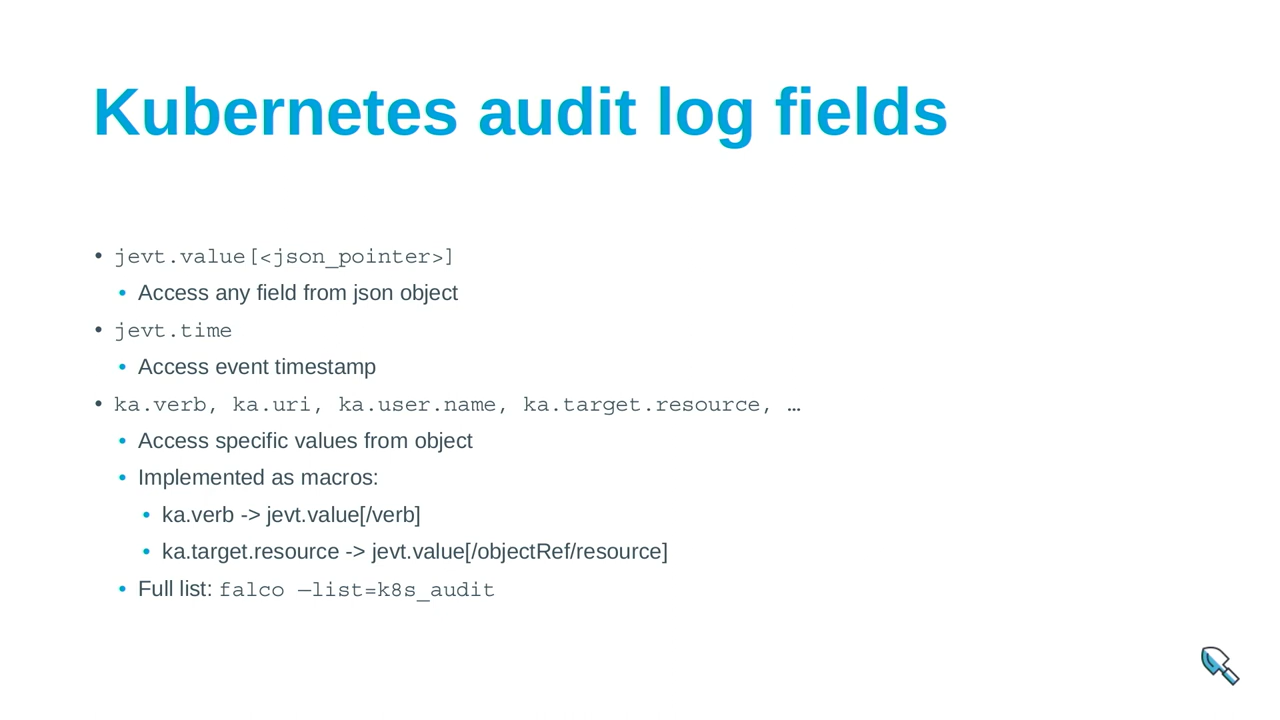 Kubernetes audit log fields
• jevt.value[<json_pointer>]
• Access any field from json object
• jevt.time
• Access event timestamp
• ka.verb, ka.uri, ka.user.name, ka.target.resource, …
• Access specific values from object
• Implemented as macros:
• ka.verb -> jevt.value[/verb]
• ka.target.resource -> jevt.value[/objectRef/resource]
• Full list: falco —list=k8s_audit